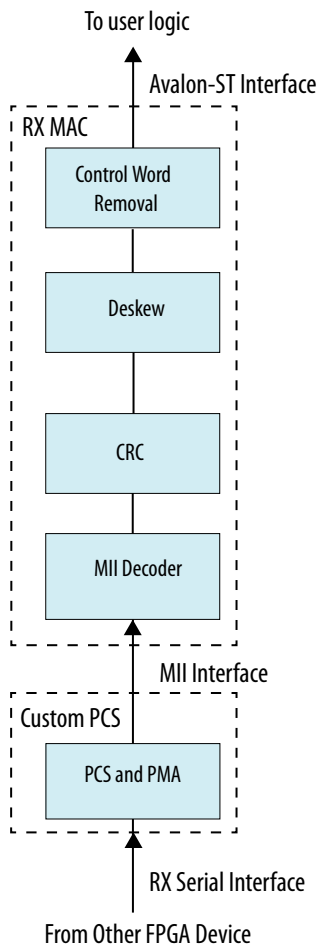 To user logic
Avalon-ST Interface
RX MAC
Control Word
Removal
Deskew
CRC
MII Decoder
MII Interface
Custom PCS
PCS and PMA
RX Serial Interface
From Other FPGA Device